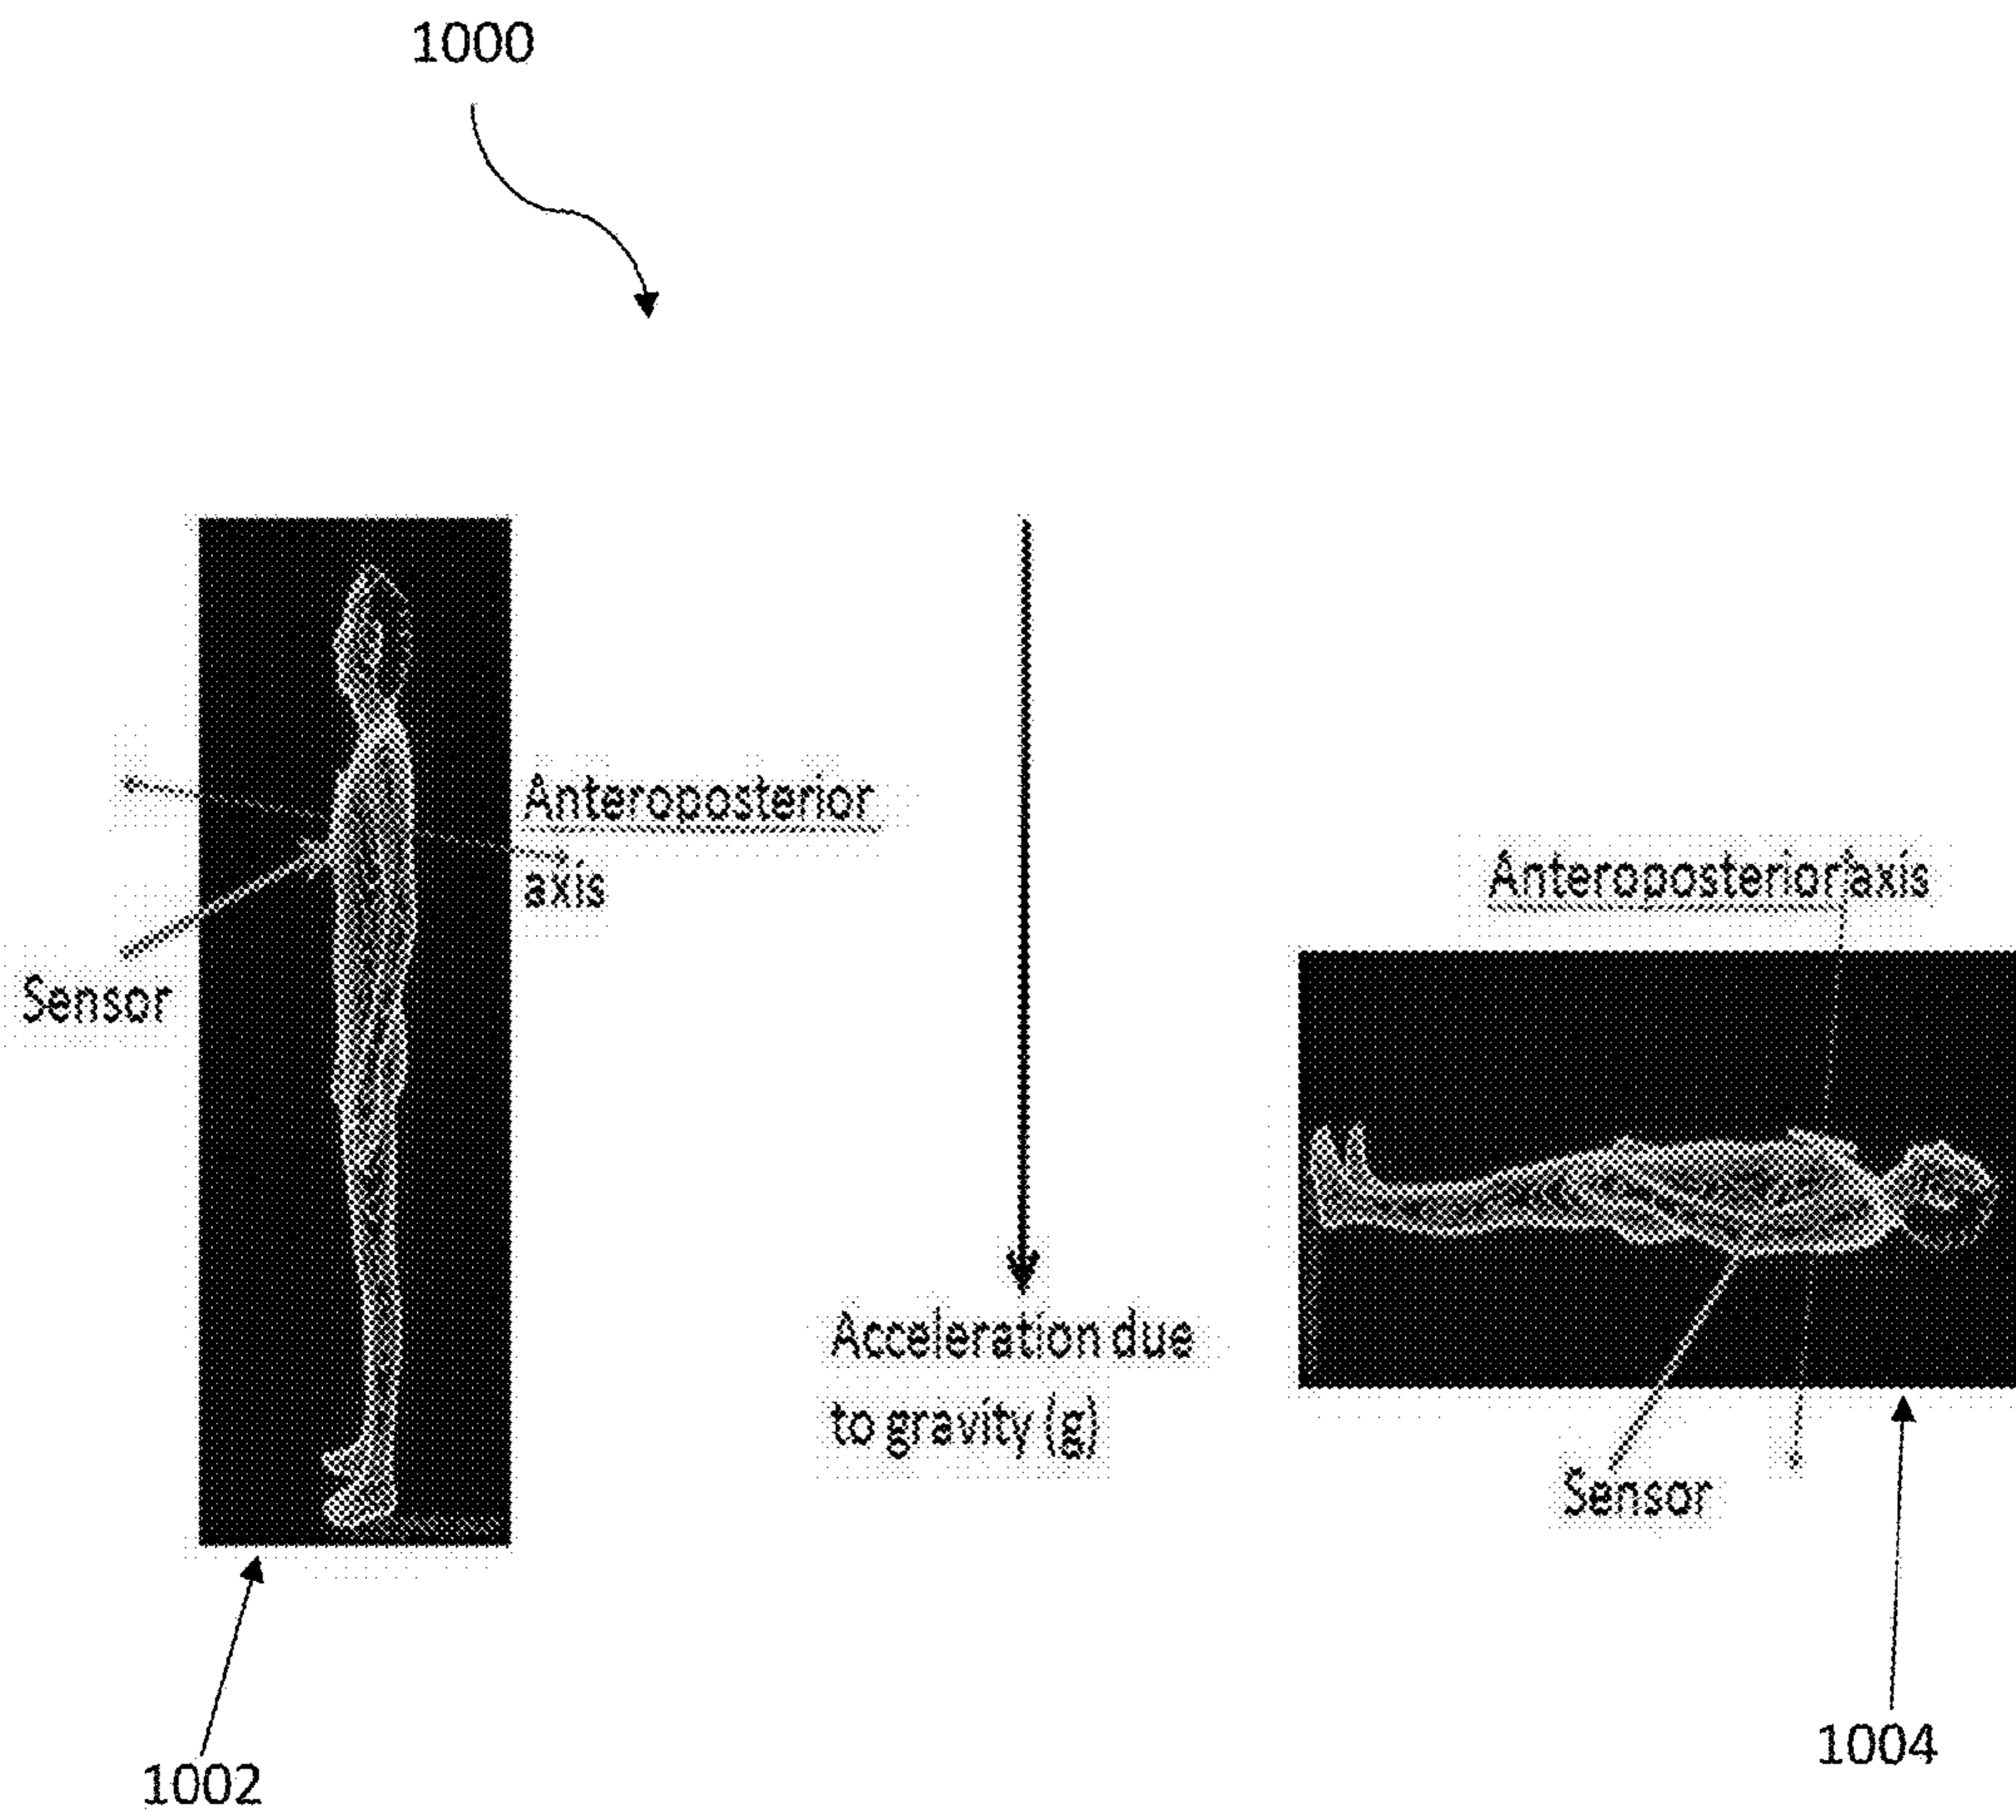 1000
Anteroposterior
axis
Sensor
Acceleration due
to gravity (g)
Anteroposterior axis
Sensor
1002
1004